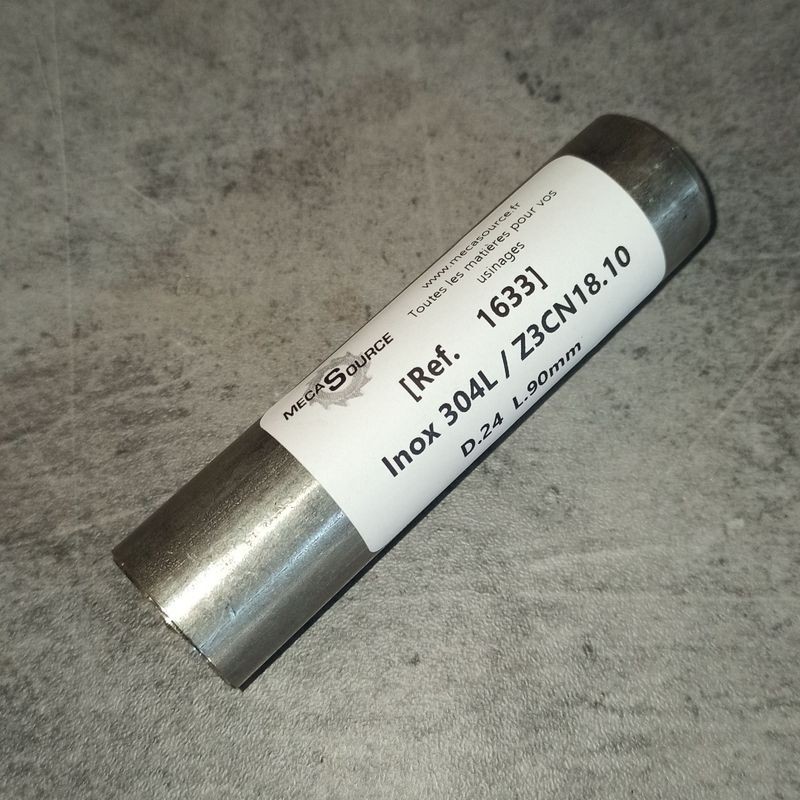 MECASOURCE
www.mecasource.fr
Toutes les matières pour vos
usinages
[Ref. 1633]
Inox 304L / Z3CN18.10
D.24 L.90mm